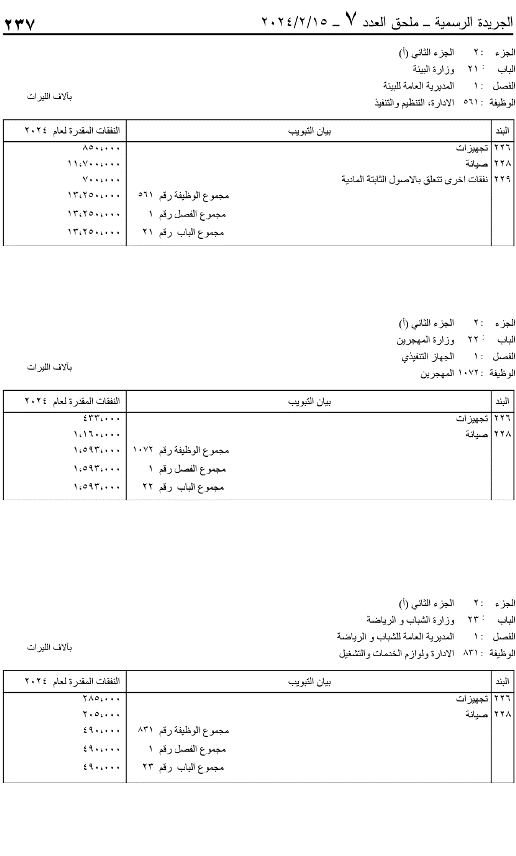 الجريدة الرسمية – ملحق العدد ٧ – ٢٠٢٤/٢/١٥
٢٣٧
الجزء : ٢ الجزء الثاني (أ)
الباب : ٢١ وزارة البيئة
الفصل : ١ المديرية العامة للبيئة
الوظيفة : ٥٦١ الادارة، التنظيم والتنفيذ
بآلاف الليرات
البند بيان التبويب النفقات المقدرة لعام ٢٠٢٤
٢٢٦ تجهيزات ٨٥٠،٠٠٠
٢٢٨ صيانة ١١،٧٠٠،٠٠٠
٢٢٩ نفقات اخرى تتعلق بالاصول الثابتة المادية ٧٠٠،٠٠٠
مجموع الوظيفة رقم ٥٦١ ١٣،٢٥٠،٠٠٠
مجموع الفصل رقم ١ ١٣،٢٥٠،٠٠٠
مجموع الباب رقم ٢١ ١٣،٢٥٠،٠٠٠
الجزء : ٢ الجزء الثاني (أ)
الباب : ٢٢ وزارة المهجرين
الفصل : ١ الجهاز التنفيذي
الوظيفة : ١٠٧٢ المهجرين
بآلاف الليرات
البند بيان التبويب النفقات المقدرة لعام ٢٠٢٤
٢٢٦ تجهيزات ٤٣٣،٠٠٠
٢٢٨ صيانة ١،١٦٠،٠٠٠
مجموع الوظيفة رقم ١٠٧٢ ١،٥٩٣،٠٠٠
مجموع الفصل رقم ١ ١،٥٩٣،٠٠٠
مجموع الباب رقم ٢٢ ١،٥٩٣،٠٠٠
الجزء : ٢ الجزء الثاني (أ)
الباب : ٢٣ وزارة الشباب و الرياضة
الفصل : ١ المديرية العامة للشباب و الرياضة
الوظيفة : ٨٣١ الادارة ولوازم الخدمات والتشغيل
بآلاف الليرات
البند بيان التبويب النفقات المقدرة لعام ٢٠٢٤
٢٢٦ تجهيزات ٢٨٥،٠٠٠
٢٢٨ صيانة ٢٠٥،٠٠٠
مجموع الوظيفة رقم ٨٣١ ٤٩٠،٠٠٠
مجموع الفصل رقم ١ ٤٩٠،٠٠٠
مجموع الباب رقم ٢٣ ٤٩٠،٠٠٠